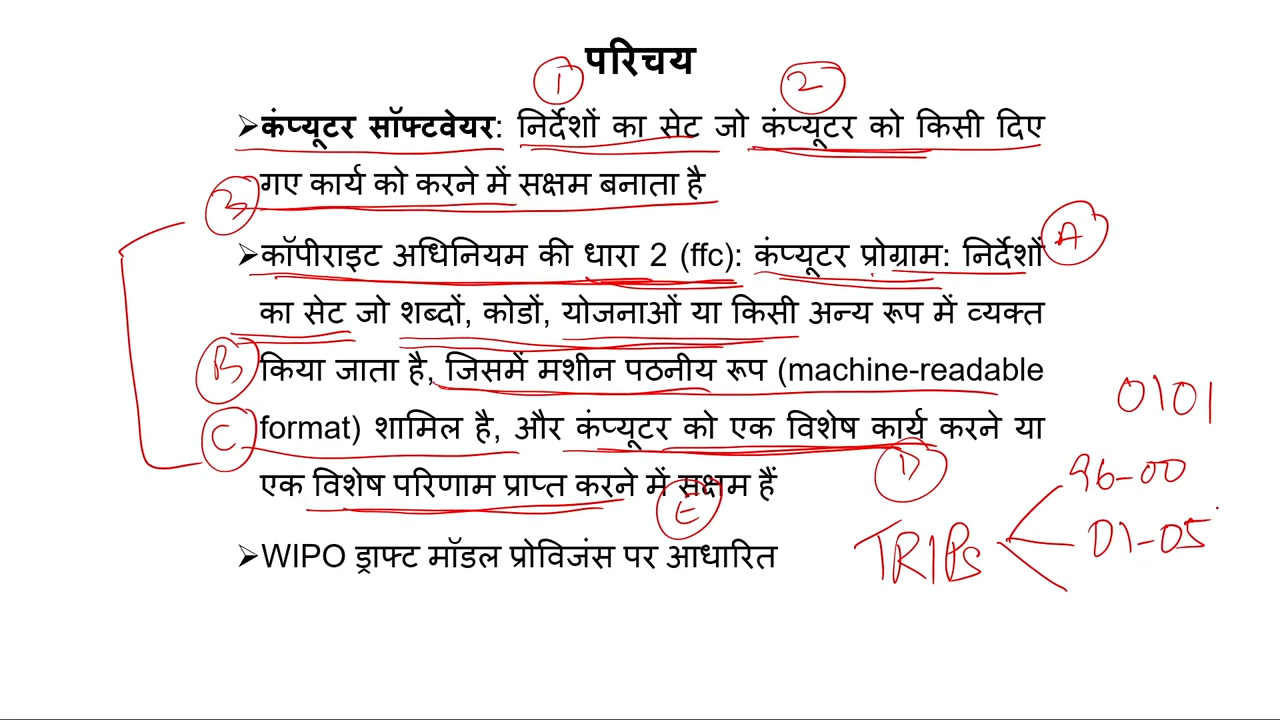 परिचय
1 2
➢कंप्यूटर सॉफ्टवेयर: निर्देशों का सेट जो कंप्यूटर को किसी दिए
गए कार्य को करने में सक्षम बनाता है
3
➢कॉपीराइट अधिनियम की धारा 2 (ffc): कंप्यूटर प्रोग्राम: निर्देशों
A
का सेट जो शब्दों, कोडों, योजनाओं या किसी अन्य रूप में व्यक्त
B
किया जाता है, जिसमें मशीन पठनीय रूप (machine-readable
0101
C
format) शामिल है, और कंप्यूटर को एक विशेष कार्य करने या
D
96-00
एक विशेष परिणाम प्राप्त करने में सक्षम हैं
E
➢WIPO ड्राफ्ट मॉडल प्रोविजंस पर आधारित
TRIPs
01-05